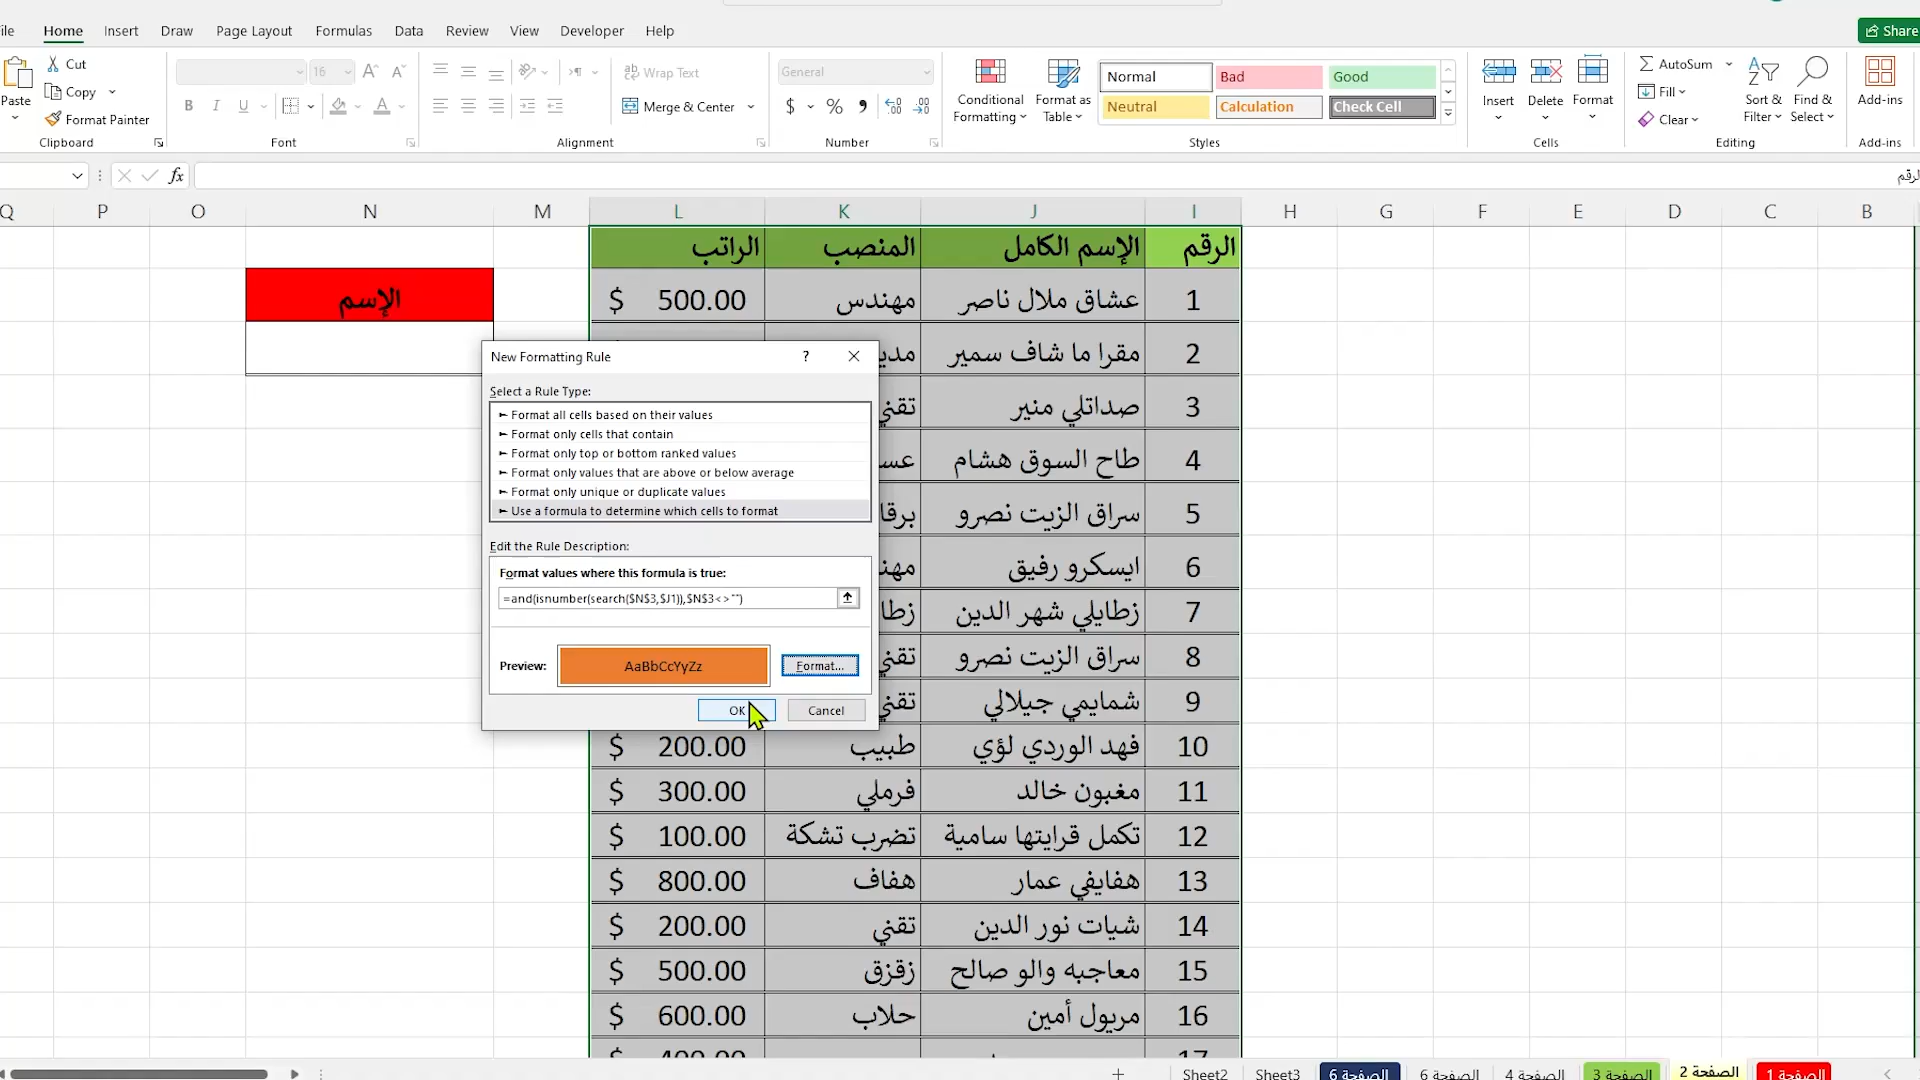 ile Home Insert Draw Page Layout Formulas Data Review View Developer Help Share
Paste
Cut
Copy
Format Painter
Clipboard
16 A A
B I U A
Font
ab Wrap Text
Merge & Center
Alignment
General
$ % 9
Number
Conditional
Formatting
Format as
Table
Normal Bad Good
Neutral Calculation Check Cell
Styles
Insert Delete Format
Cells
AutoSum
Fill
Clear
Sort &
Filter
Find &
Select
Editing
Add-ins
Add-ins
fx
الرقم
Q P O N M L K J I H G F E D C B
الرقم الإسم الكامل المنصب الراتب
الإسم
1 عشاق ملال ناصر مهندس $ 500.00
2 مقرا ما شاف سمير مدي
3 صداتلي منير تقني
4 طاح السوق هشام عس
5 سراق الزيت نصرو برقا
6 ايسكرو رفيق مهند
7 زطايلي شهر الدين زطا
8 سراق الزيت نصرو تقني
9 شمايمي جيلالي تقني
10 فهد الوردي لؤي طبيب $ 200.00
11 مغبون خالد فرملي $ 300.00
12 تكمل قرايتها سامية تضرب تشكة $ 100.00
13 هفايفي عمار هفاف $ 800.00
14 شيات نور الدين تقني $ 200.00
15 معاجبه والو صالح زقزق $ 500.00
16 مريول أمين حلاب $ 600.00
17 $ 400.00
New Formatting Rule ?
Select a Rule Type:
► Format all cells based on their values
► Format only cells that contain
► Format only top or bottom ranked values
► Format only values that are above or below average
► Format only unique or duplicate values
► Use a formula to determine which cells to format
Edit the Rule Description:
Format values where this formula is true:
=and(isnumber(search($N$3,$J1)),$N$3<>"")
Preview: AaBbCcYyZz Format...
OK Cancel
Sheet2 Sheet3 الصفحة 6 الصفحة 6 الصفحة 4 الصفحة 3 الصفحة 2 الصفحة 1